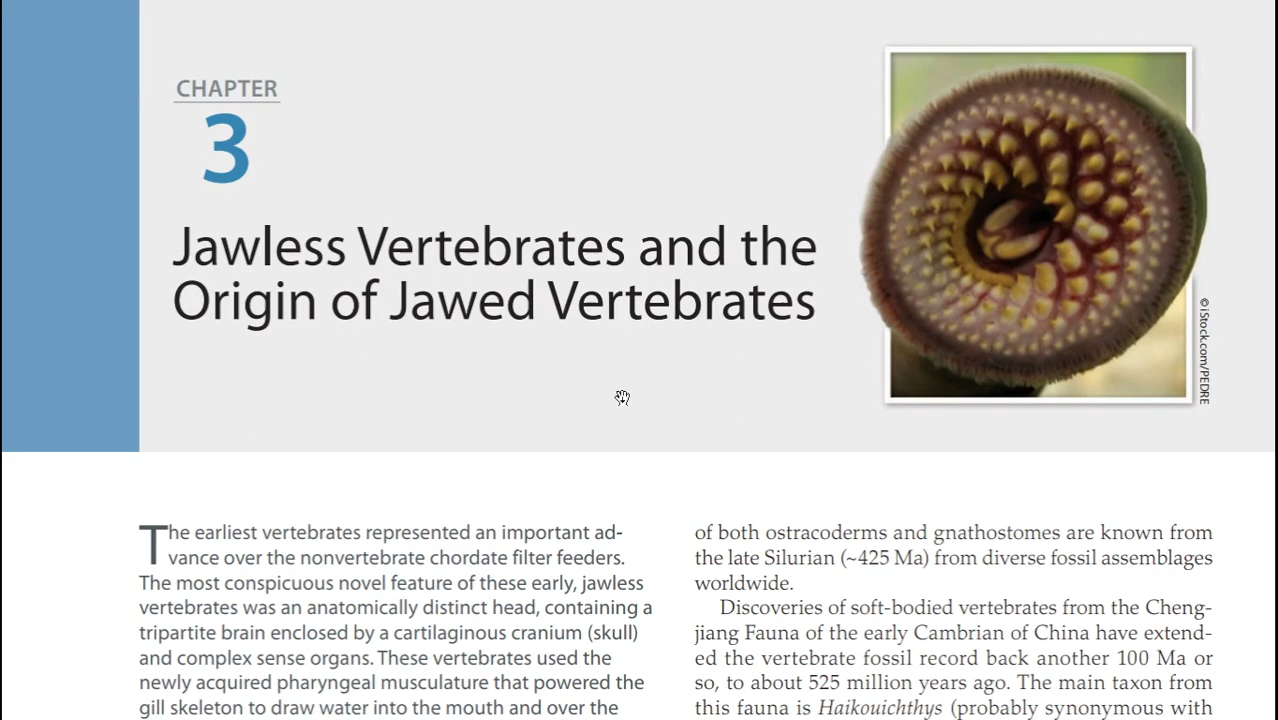 CHAPTER
3
Jawless Vertebrates and the
Origin of Jawed Vertebrates
© iStock.com/PEDRE
The earliest vertebrates represented an important ad-
vance over the nonvertebrate chordate filter feeders.
The most conspicuous novel feature of these early, jawless
vertebrates was an anatomically distinct head, containing a
tripartite brain enclosed by a cartilaginous cranium (skull)
and complex sense organs. These vertebrates used the
newly acquired pharyngeal musculature that powered the
gill skeleton to draw water into the mouth and over the
of both ostracoderms and gnathostomes are known from
the late Silurian (~425 Ma) from diverse fossil assemblages
worldwide.
Discoveries of soft-bodied vertebrates from the Cheng-
jiang Fauna of the early Cambrian of China have extend-
ed the vertebrate fossil record back another 100 Ma or
so, to about 525 million years ago. The main taxon from
this fauna is Haikouichthys (probably synonymous with